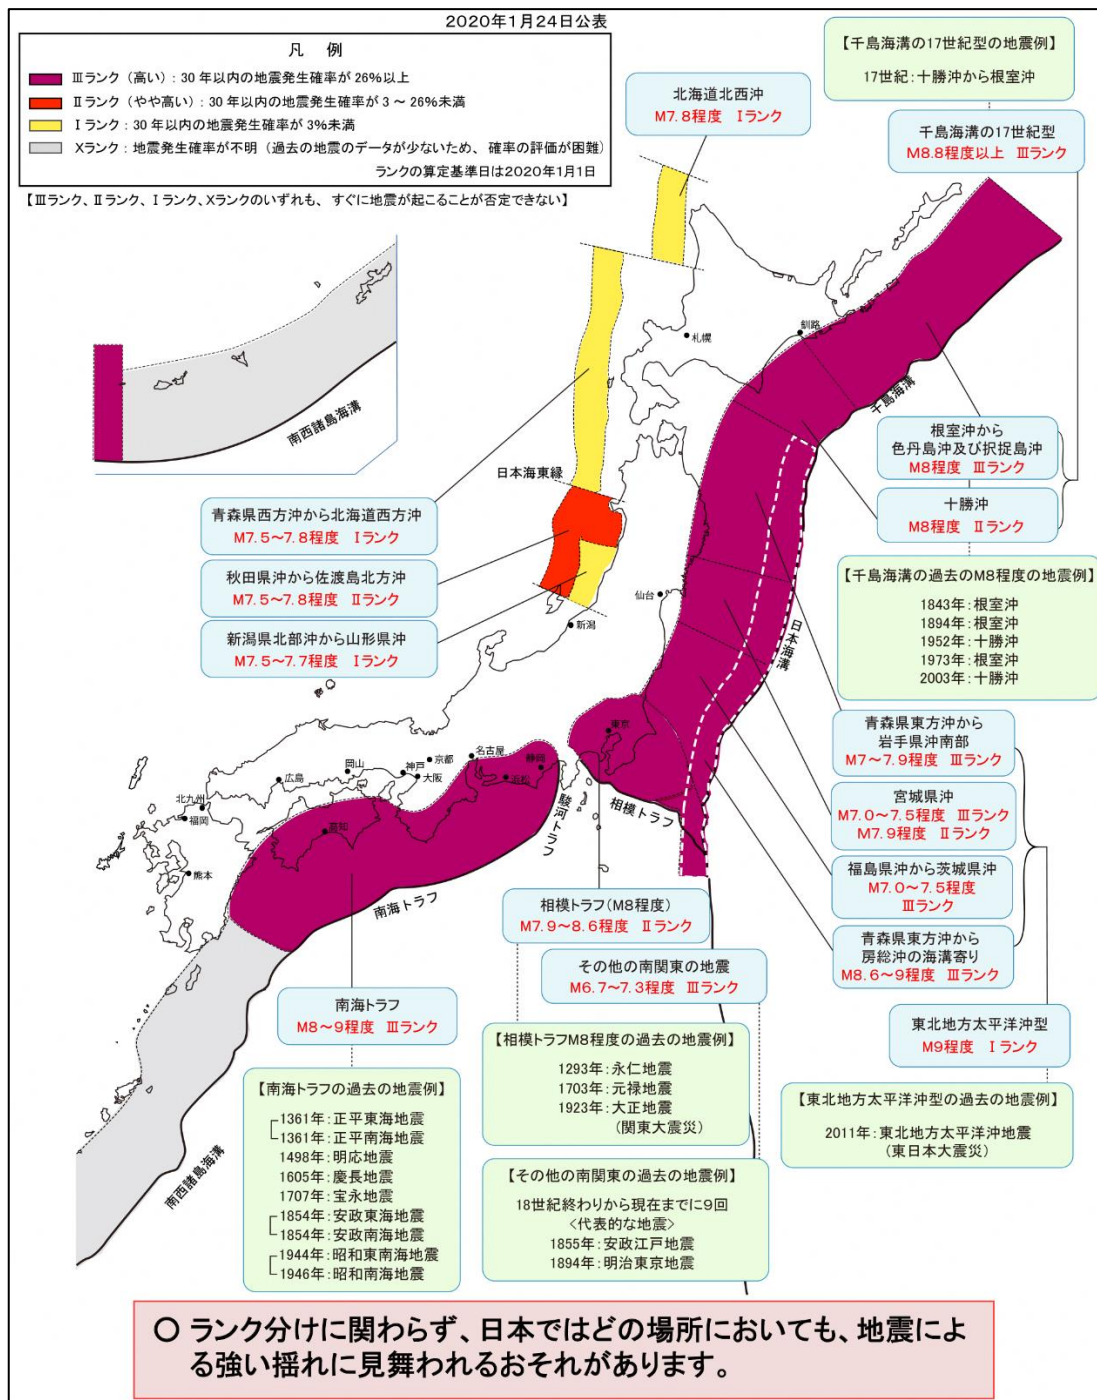 2020年1月24日公表
凡 例
Ⅲランク（高い）：30年以内の地震発生確率が26％以上
Ⅱランク（やや高い）：30年以内の地震発生確率が3～26％未満
Ⅰランク：30年以内の地震発生確率が3％未満
Xランク：地震発生確率が不明（過去の地震のデータが少ないため、確率の評価が困難）
ランクの算定基準日は2020年1月1日
【Ⅲランク、Ⅱランク、Ⅰランク、Xランクのいずれも、すぐに地震が起こることが否定できない】
【千島海溝の17世紀型の地震例】
17世紀：十勝沖から根室沖
北海道北西沖
M7.8程度 Ⅰランク
千島海溝の17世紀型
M8.8程度以上 Ⅲランク
札幌
釧路
千島海溝
南西諸島海溝
根室沖から
色丹島沖及び択捉島沖
M8程度 Ⅲランク
十勝沖
M8程度 Ⅱランク
日本海東縁
青森県西方沖から北海道西方沖
M7.5～7.8程度 Ⅰランク
秋田県沖から佐渡島北方沖
M7.5～7.8程度 Ⅱランク
新潟県北部沖から山形県沖
M7.5～7.7程度 Ⅰランク
【千島海溝の過去のM8程度の地震例】
1843年：根室沖
1894年：根室沖
1952年：十勝沖
1973年：根室沖
2003年：十勝沖
仙台
新潟
日本海溝
青森県東方沖から
岩手県沖南部
M7～7.9程度 Ⅲランク
宮城県沖
M7.0～7.5程度 Ⅲランク
M7.9程度 Ⅱランク
福島県沖から茨城県沖
M7.0～7.5程度
Ⅲランク
青森県東方沖から
房総沖の海溝寄り
M8.6～9程度 Ⅲランク
東京
名古屋
静岡
京都
浜松
神戸
大阪
岡山
広島
北九州
福岡
高知
熊本
駿河トラフ
相模トラフ
南海トラフ
相模トラフ（M8程度）
M7.9～8.6程度 Ⅱランク
その他の南関東の地震
M6.7～7.3程度 Ⅲランク
南海トラフ
M8～9程度 Ⅲランク
東北地方太平洋沖型
M9程度 Ⅰランク
【相模トラフM8程度の過去の地震例】
1293年：永仁地震
1703年：元禄地震
1923年：大正地震
（関東大震災）
【南海トラフの過去の地震例】
1361年：正平東海地震
1361年：正平南海地震
1498年：明応地震
1605年：慶長地震
1707年：宝永地震
1854年：安政東海地震
1854年：安政南海地震
1944年：昭和東南海地震
1946年：昭和南海地震
【東北地方太平洋沖型の過去の地震例】
2011年：東北地方太平洋沖地震
（東日本大震災）
【その他の南関東の過去の地震例】
18世紀終わりから現在までに9回
＜代表的な地震＞
1855年：安政江戸地震
1894年：明治東京地震
南西諸島海溝
○ ランク分けに関わらず、日本ではどの場所においても、地震によ
る強い揺れに見舞われるおそれがあります。